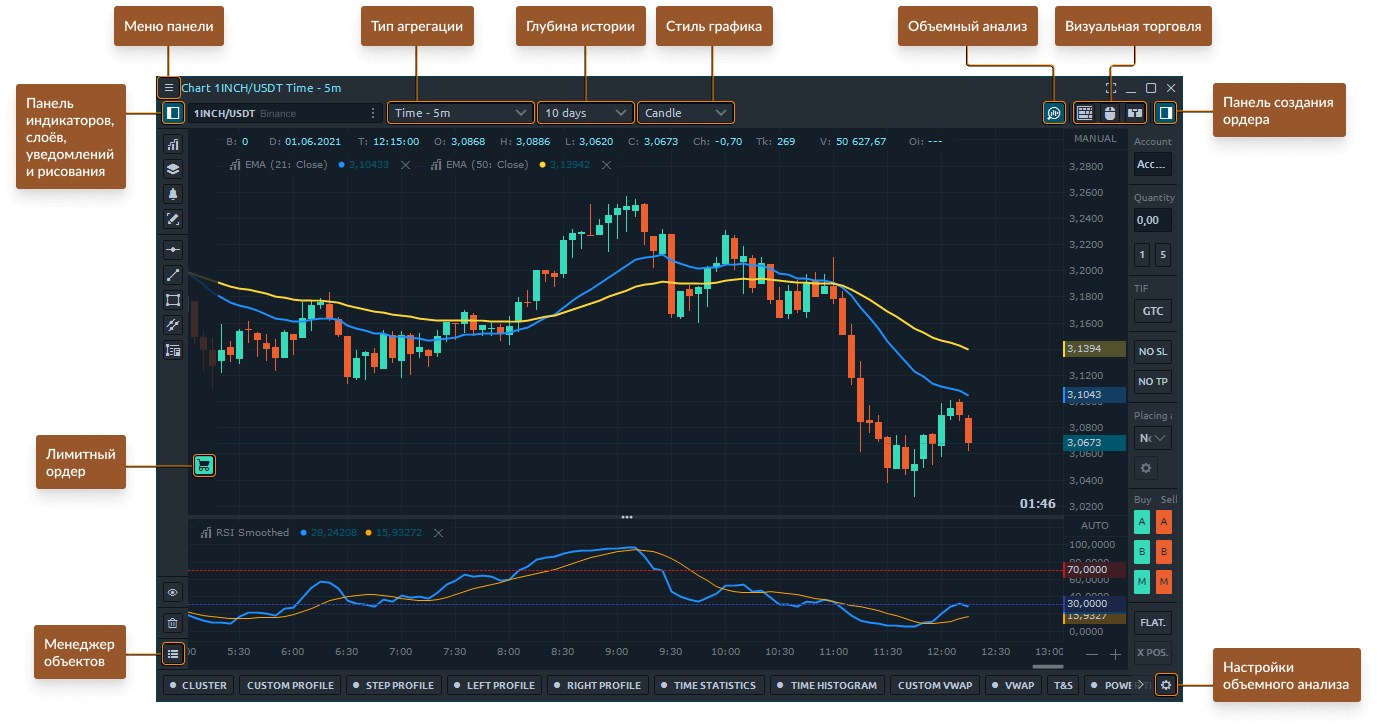 Меню панели
Тип агрегации
Глубина истории
Стиль графика
Объемный анализ
Визуальная торговля
Панель
индикаторов,
слоёв,
уведомлений
и рисования
Панель создания
ордера
Лимитный
ордер
Менеджер
объектов
Настройки
объемного анализа
Chart 1INCH/USDT Time - 5m
1INCH/USDT Binance
Time - 5m
10 days
Candle
B: 0 D: 01.06.2021 T: 12:15:00 O: 3,0868 H: 3,0886 L: 3,0620 C: 3,0673 Ch: -0,70 Tk: 269 V: 50 627,67 Oi: ---
EMA (21: Close) 3,10433 EMA (50: Close) 3,13942
MANUAL
3,2800
3,2600
3,2400
3,2200
3,2000
3,1800
3,1600
3,1394
3,1200
3,1043
3,0800
3,0673
3,0600
3,0400
3,0200
01:46
RSI Smoothed 28,24208 15,93272
AUTO
100,0000
70,0000
60,0000
30,0000
15,9327
0,0000
00 5:30 6:00 6:30 7:00 7:30 8:00 8:30 9:00 9:30 10:00 10:30 11:00 11:30 12:00 12:30 13:00
Account
Acc...
Quantity
0,00
1 5
TIF
GTC
NO SL
NO TP
Placing
Buy Sell
A A
B B
M M
FLAT.
X POS.
CLUSTER CUSTOM PROFILE STEP PROFILE LEFT PROFILE RIGHT PROFILE TIME STATISTICS TIME HISTOGRAM CUSTOM VWAP VWAP T&S